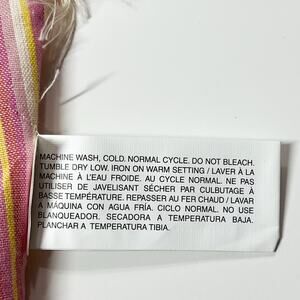 MACHINE WASH, COLD. NORMAL CYCLE. DO NOT BLEACH.
TUMBLE DRY LOW. IRON ON WARM SETTING / LAVER À LA
MACHINE À L'EAU FROIDE. AU CYCLE NORMAL. NE PAS
UTILISER DE JAVELISANT SÉCHER PAR CULBUTAGE À
BASSE TEMPÉRATURE. REPASSER AU FER CHAUD / LAVAR
A MÁQUINA CON AGUA FRÍA. CICLO NORMAL. NO USE
BLANQUEADOR. SECADORA A TEMPERATURA BAJA.
PLANCHAR A TEMPERATURA TIBIA.